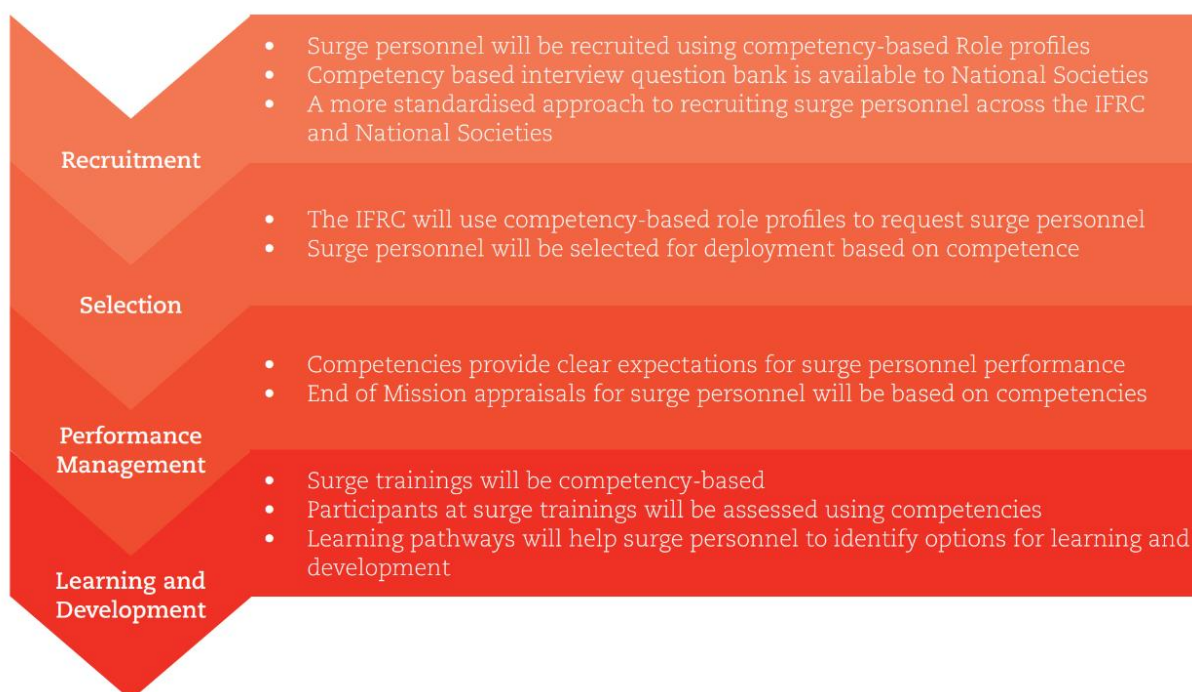 • Surge personnel will be recruited using competency-based Role profiles
• Competency based interview question bank is available to National Societies
• A more standardised approach to recruiting surge personnel across the IFRC
and National Societies
Recruitment
• The IFRC will use competency-based role profiles to request surge personnel
• Surge personnel will be selected for deployment based on competence
Selection
• Competencies provide clear expectations for surge personnel performance
• End of Mission appraisals for surge personnel will be based on competencies
Performance
Management
• Surge trainings will be competency-based
• Participants at surge trainings will be assessed using competencies
• Learning pathways will help surge personnel to identify options for learning and
development
Learning and
Development